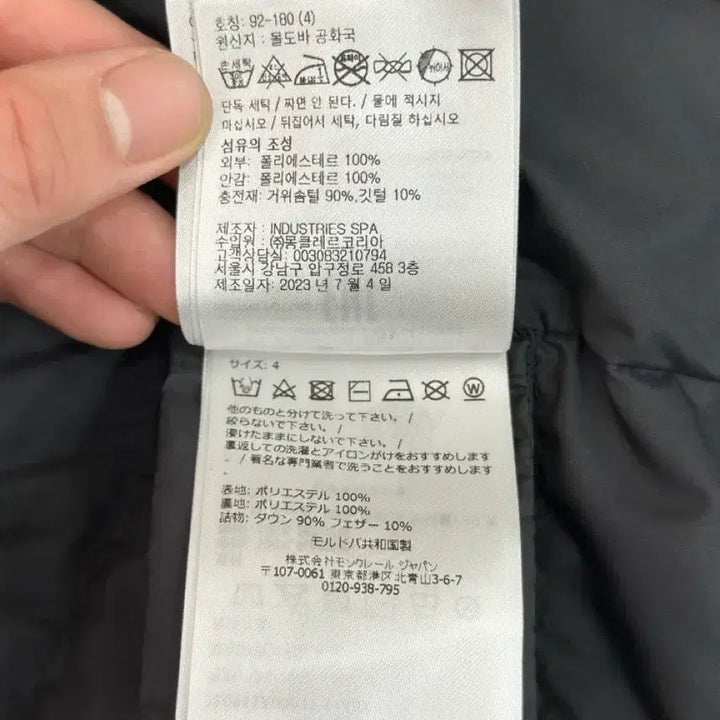 호칭: 92-180 (4)
원산지 : 몰도바 공화국
손세탁
단독 세탁 / 짜면 안 된다. / 물에 적시지
마십시오 / 뒤집어서 세탁, 다림질 하십시오
섬유의 조성
외부: 폴리에스테르 100%
안감: 폴리에스테르 100%
충전재: 거위솜털 90%,깃털 10%
제조자 : INDUSTRIES SPA
수입원 : ㈜몽클레르코리아
고객상담실: 003083210794
서울시 강남구 압구정로 458 3층
제조일자: 2023 년 7 월 4 일
サイズ: 4
W
他のものと分けて洗って下さい。 /
絞らないで下さい。 /
浸けたままにしないで下さい。 /
裏返しての洗濯とアイロンがけをおすすめします
/ 著名な専門業者で洗うことをおすすめします
表地: ポリエステル 100%
裏地: ポリエステル 100%
詰物: ダウン 90% フェザー 10%
モルドバ共和国製
株式会社モンクレール ジャパン
〒107-0061 東京都港区北青山3-6-7
0120-938-795